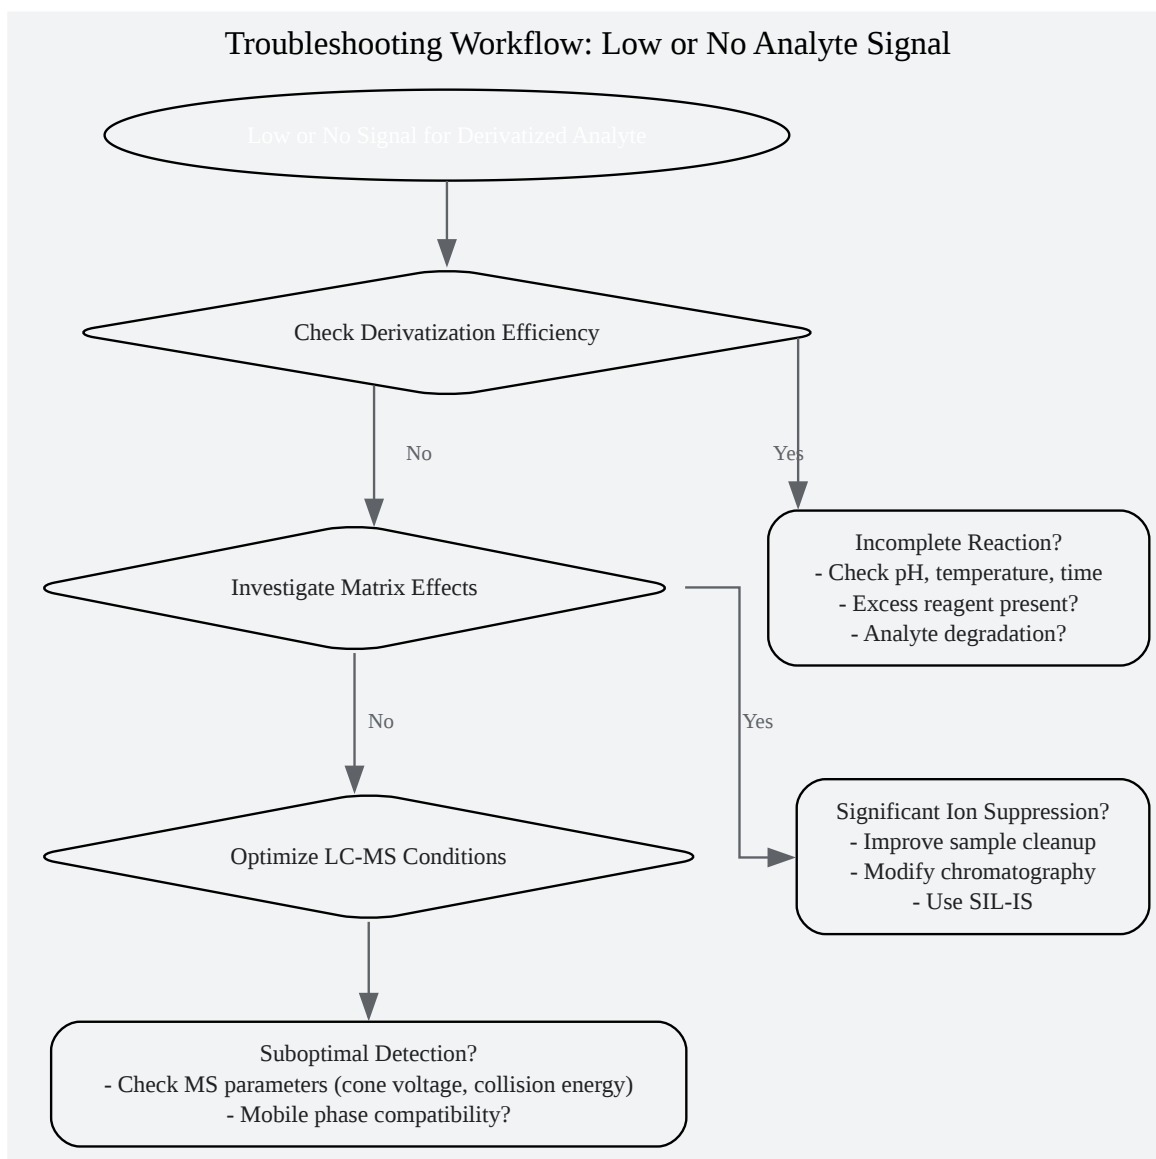 Troubleshooting Workflow: Low or No Analyte Signal
Low or No Signal for Derivatized Analyte
Check Derivatization Efficiency
No
Yes
Incomplete Reaction?
- Check pH, temperature, time
- Excess reagent present?
- Analyte degradation?
Investigate Matrix Effects
No
Yes
Significant Ion Suppression?
- Improve sample cleanup
- Modify chromatography
- Use SIL-IS
Optimize LC-MS Conditions
Suboptimal Detection?
- Check MS parameters (cone voltage, collision energy)
- Mobile phase compatibility?